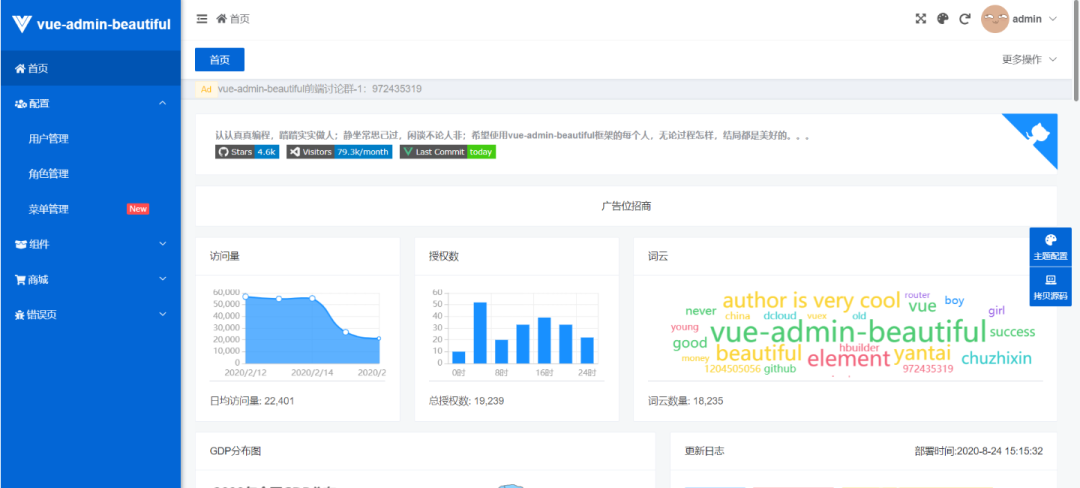 vue-admin-beautiful
首页
配置
用户管理
角色管理
菜单管理 New
组件
商城
错误页
首页
admin
首页
更多操作
Ad vue-admin-beautiful前端讨论群-1：972435319
认认真真编程，踏踏实实做人；静坐常思己过，闲谈不论人非；希望使用vue-admin-beautiful框架的每个人，无论过程怎样，结局都是美好的。。。
Stars 4.6k Visitors 79.3k/month Last Commit today
广告位招商
主题配置
拷贝源码
访问量
60,000
50,000
40,000
30,000
20,000
10,000
0
2020/2/12 2020/2/14 2020/2
日均访问量: 22,401
授权数
60
50
40
30
20
10
0
0时 8时 16时 24时
总授权数: 19,239
词云
author is very cool
router
boy
vue
never
china
dcloud
vuex
old
girl
young
vue-admin-beautiful
success
good
hbuilder
money
beautiful
element
yantai
chuzhixin
1204505056
github
972435319
词云数量: 18,235
GDP分布图
更新日志
部署时间:2020-8-24 15:15:32